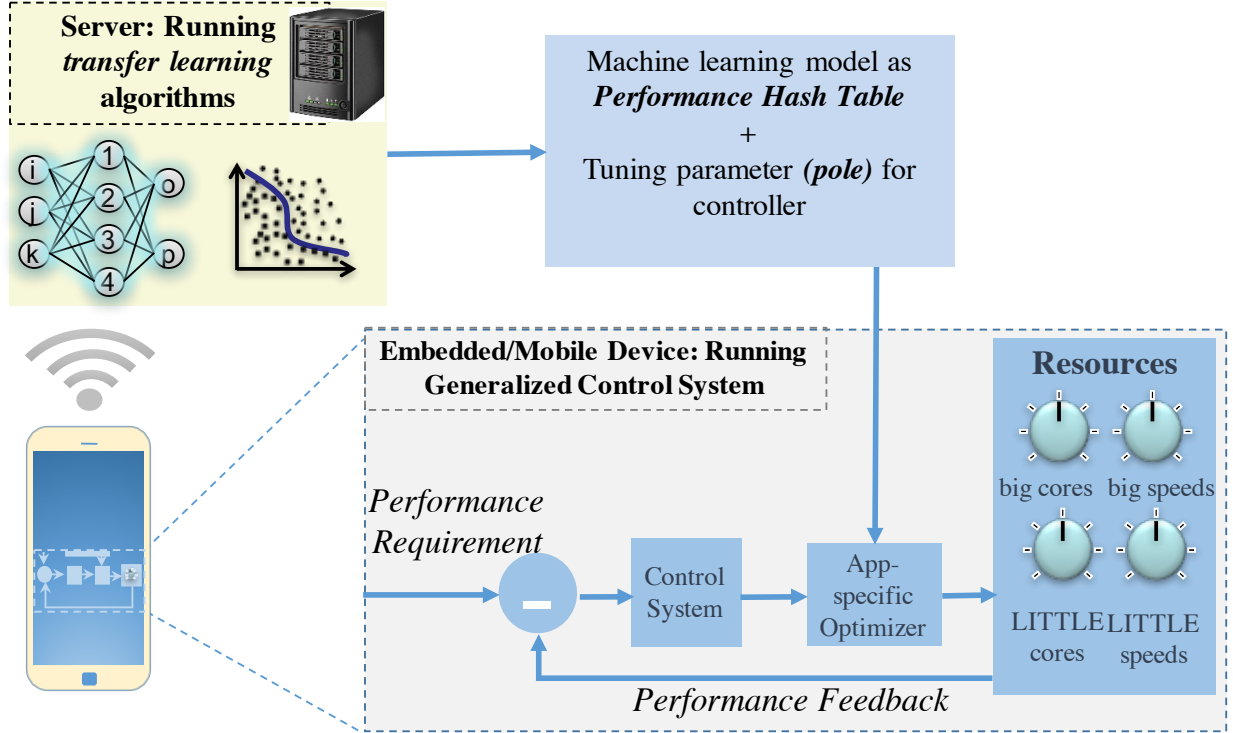 Server: Running
transfer learning
algorithms
i
j
k
1
2
3
4
o
p
Machine learning model as
Performance Hash Table
+
Tuning parameter (pole) for
controller
Embedded/Mobile Device: Running
Generalized Control System
Performance
Requirement
-
Control
System
App-
specific
Optimizer
Performance Feedback
Resources
big cores
big speeds
LITTLE
cores
LITTLE
speeds